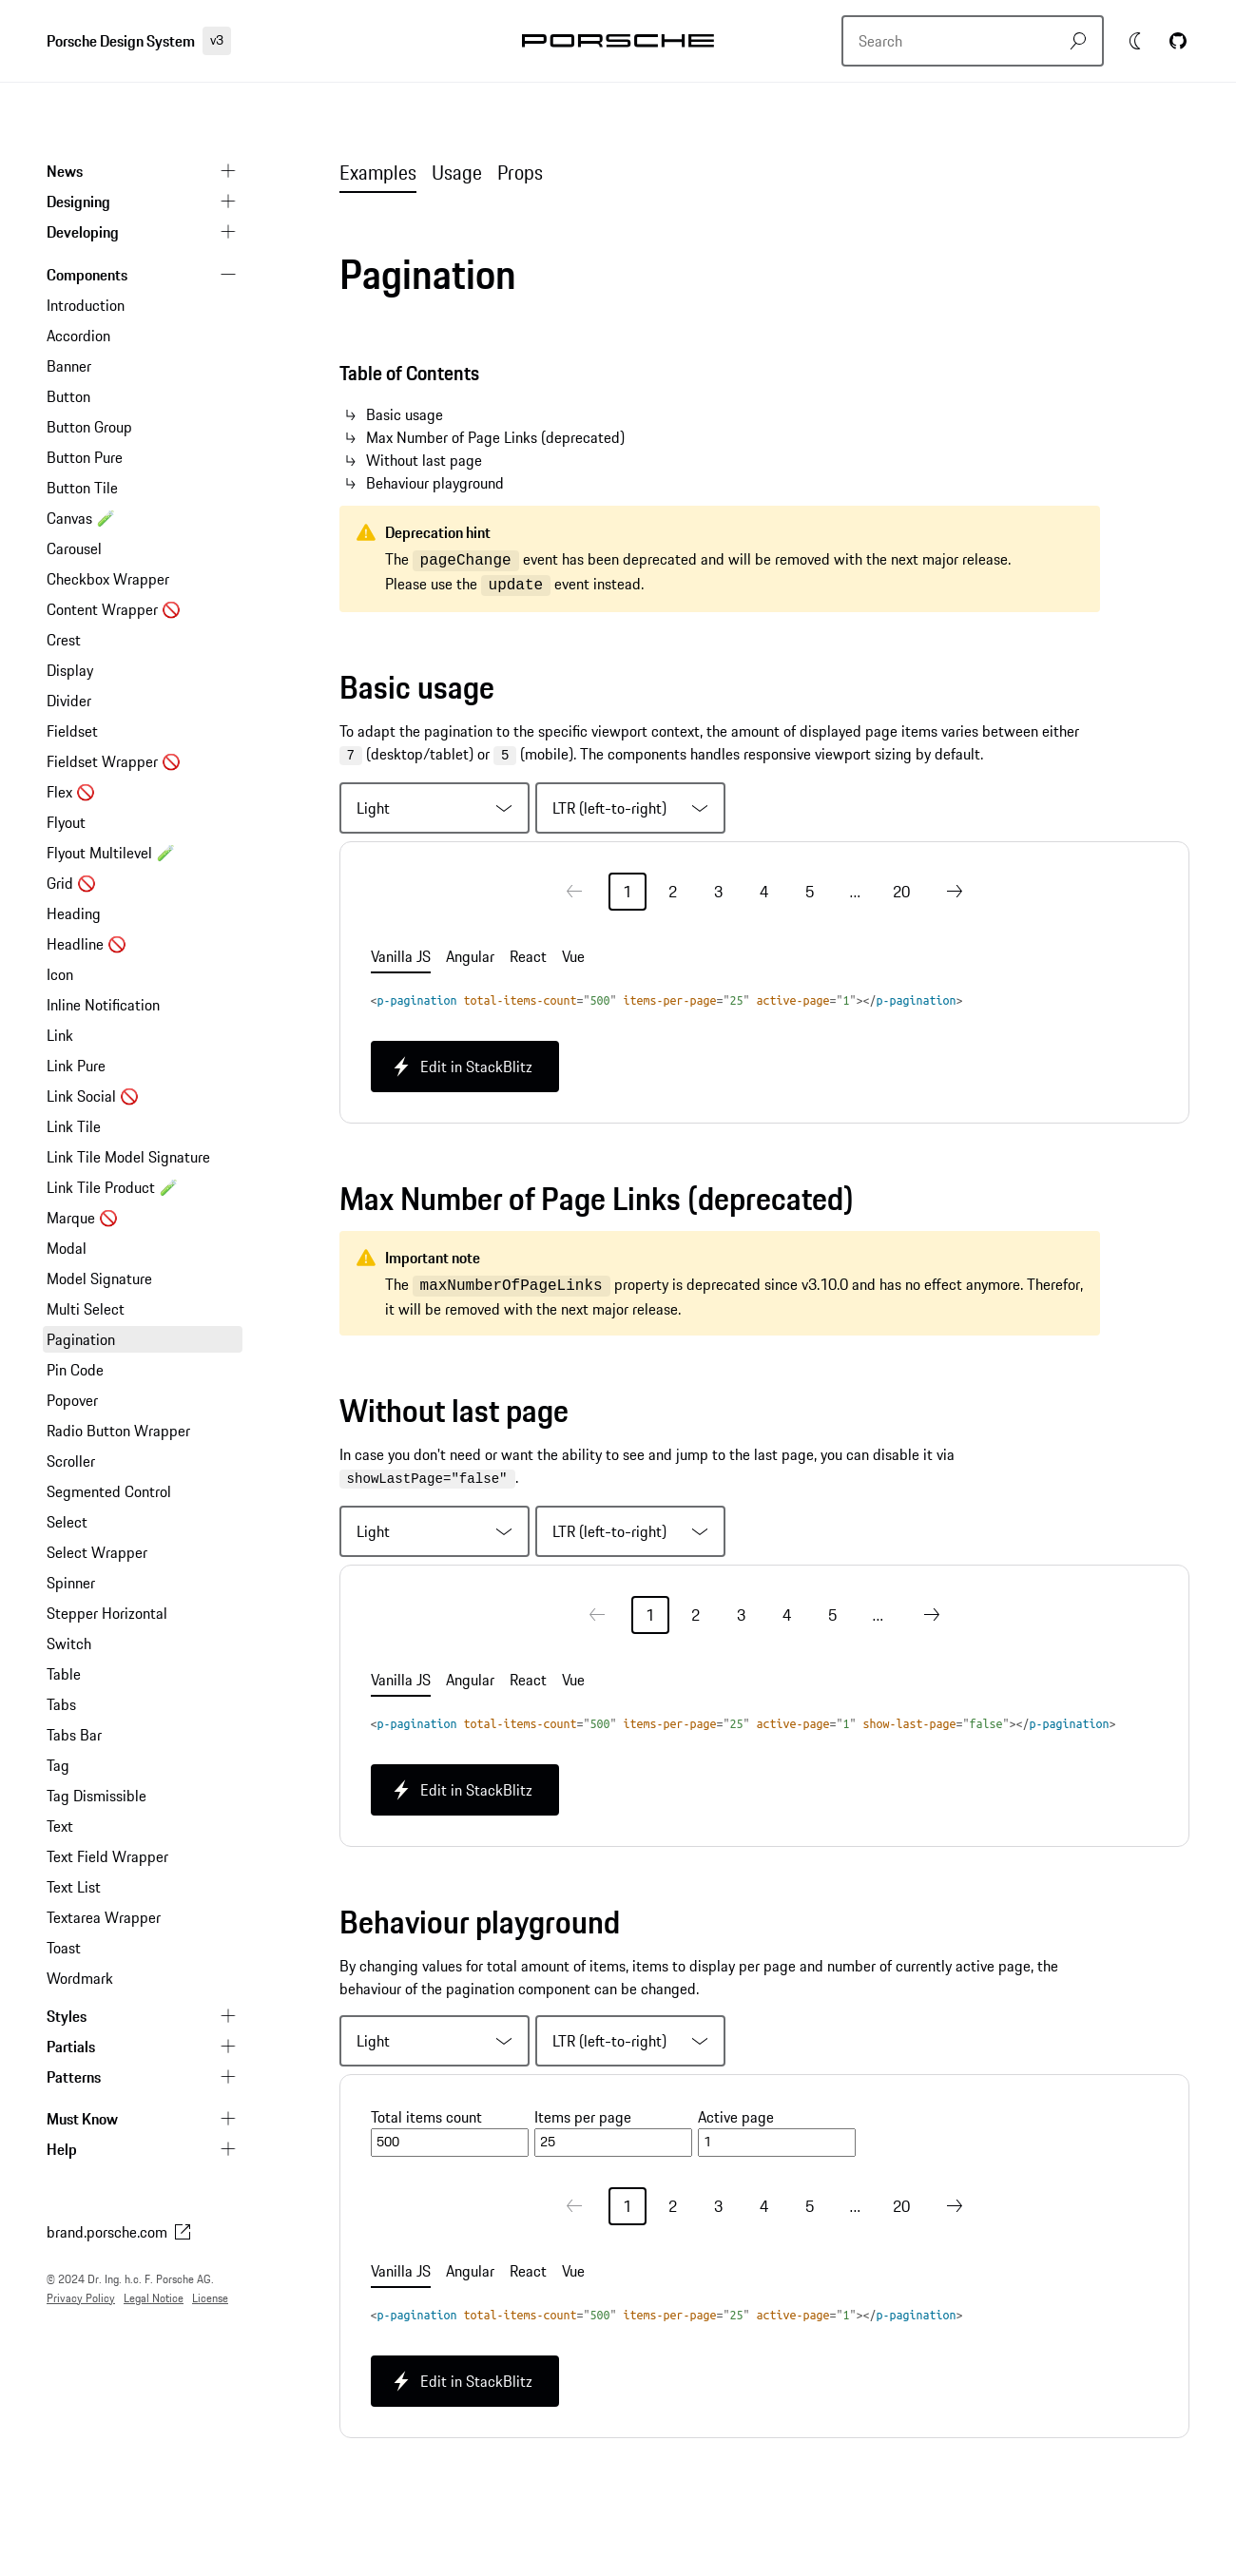 Porsche Design System v3
PORSCHE
Search
News
Designing
Developing
Components
Introduction
Accordion
Banner
Button
Button Group
Button Pure
Button Tile
Canvas
Carousel
Checkbox Wrapper
Content Wrapper
Crest
Display
Divider
Fieldset
Fieldset Wrapper
Flex
Flyout
Flyout Multilevel
Grid
Heading
Headline
Icon
Inline Notification
Link
Link Pure
Link Social
Link Tile
Link Tile Model Signature
Link Tile Product
Marque
Modal
Model Signature
Multi Select
Pagination
Pin Code
Popover
Radio Button Wrapper
Scroller
Segmented Control
Select
Select Wrapper
Spinner
Stepper Horizontal
Switch
Table
Tabs
Tabs Bar
Tag
Tag Dismissible
Text
Text Field Wrapper
Text List
Textarea Wrapper
Toast
Wordmark
Styles
Partials
Patterns
Must Know
Help
brand.porsche.com
© 2024 Dr. Ing. h.c. F. Porsche AG.
Privacy Policy Legal Notice License
Examples Usage Props
Pagination
Table of Contents
Basic usage
Max Number of Page Links (deprecated)
Without last page
Behaviour playground
Deprecation hint
The pageChange event has been deprecated and will be removed with the next major release.
Please use the update event instead.
Basic usage
To adapt the pagination to the specific viewport context, the amount of displayed page items varies between either
7 (desktop/tablet) or 5 (mobile). The components handles responsive viewport sizing by default.
Light LTR (left-to-right)
1 2 3 4 5 ... 20
Vanilla JS Angular React Vue
<p-pagination total-items-count="500" items-per-page="25" active-page="1"></p-pagination>
Edit in StackBlitz
Max Number of Page Links (deprecated)
Important note
The maxNumberOfPageLinks property is deprecated since v3.10.0 and has no effect anymore. Therefor,
it will be removed with the next major release.
Without last page
In case you don't need or want the ability to see and jump to the last page, you can disable it via
showLastPage="false" .
Light LTR (left-to-right)
1 2 3 4 5 ...
Vanilla JS Angular React Vue
<p-pagination total-items-count="500" items-per-page="25" active-page="1" show-last-page="false"></p-pagination>
Edit in StackBlitz
Behaviour playground
By changing values for total amount of items, items to display per page and number of currently active page, the
behaviour of the pagination component can be changed.
Light LTR (left-to-right)
Total items count Items per page Active page
500 25 1
1 2 3 4 5 ... 20
Vanilla JS Angular React Vue
<p-pagination total-items-count="500" items-per-page="25" active-page="1"></p-pagination>
Edit in StackBlitz